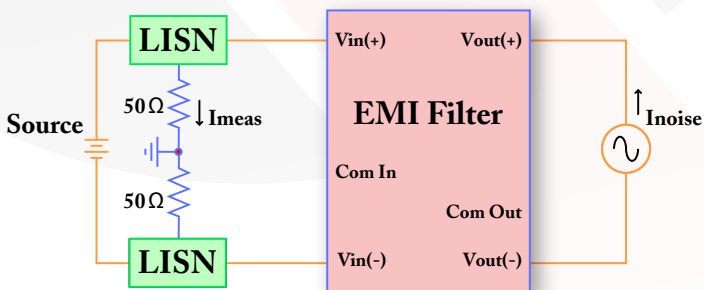 LISN
Vin(+)
Vout(+)
50Ω
Imeas
EMI Filter
Source
Inoise
Com In
50Ω
Com Out
LISN
Vin(-)
Vout(-)